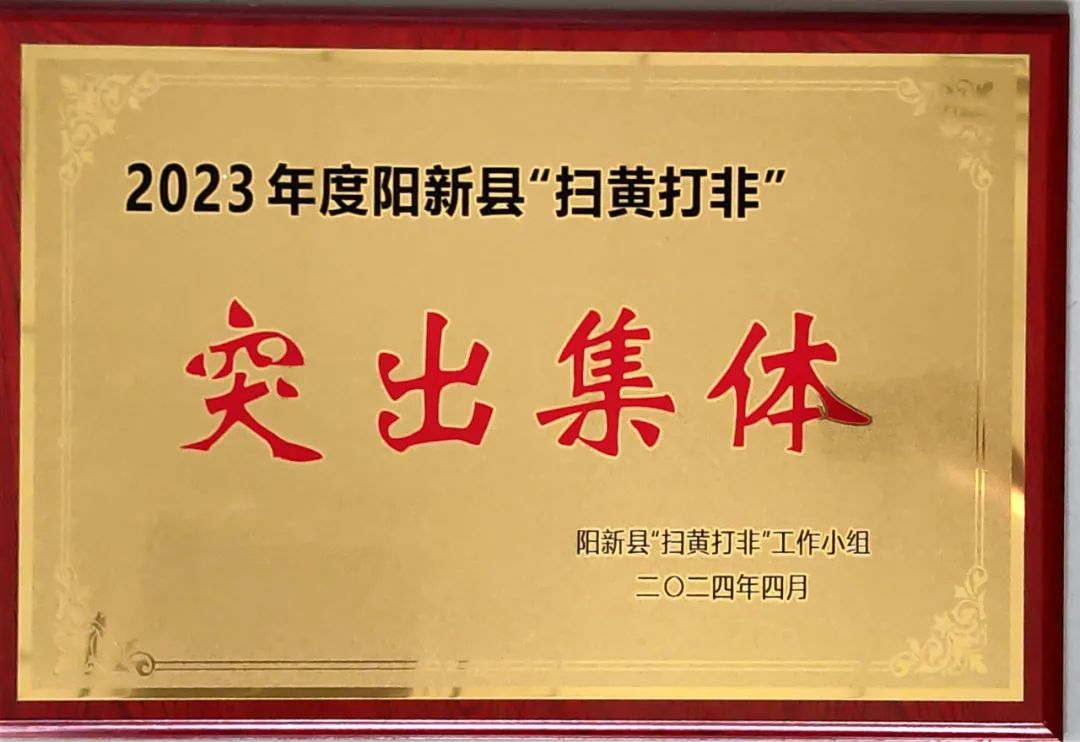 2023年度阳新县“扫黄打非”
突出集体
阳新县“扫黄打非”工作小组
二〇二四年四月